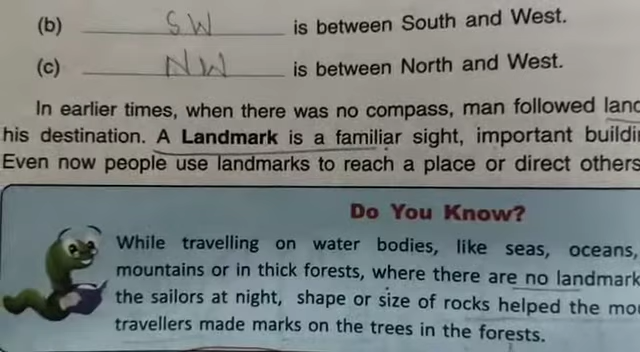 (b) SW is between South and West.
(c) NW is between North and West.
In earlier times, when there was no compass, man followed
his destination. A Landmark is a familiar sight, important
Even now people use landmarks to reach a place or direct others
Do You Know?
While travelling on water bodies, like seas, oceans,
mountains or in thick forests, where there are no landmark
the sailors at night, shape or size of rocks helped the
travellers made marks on the trees in the forests.